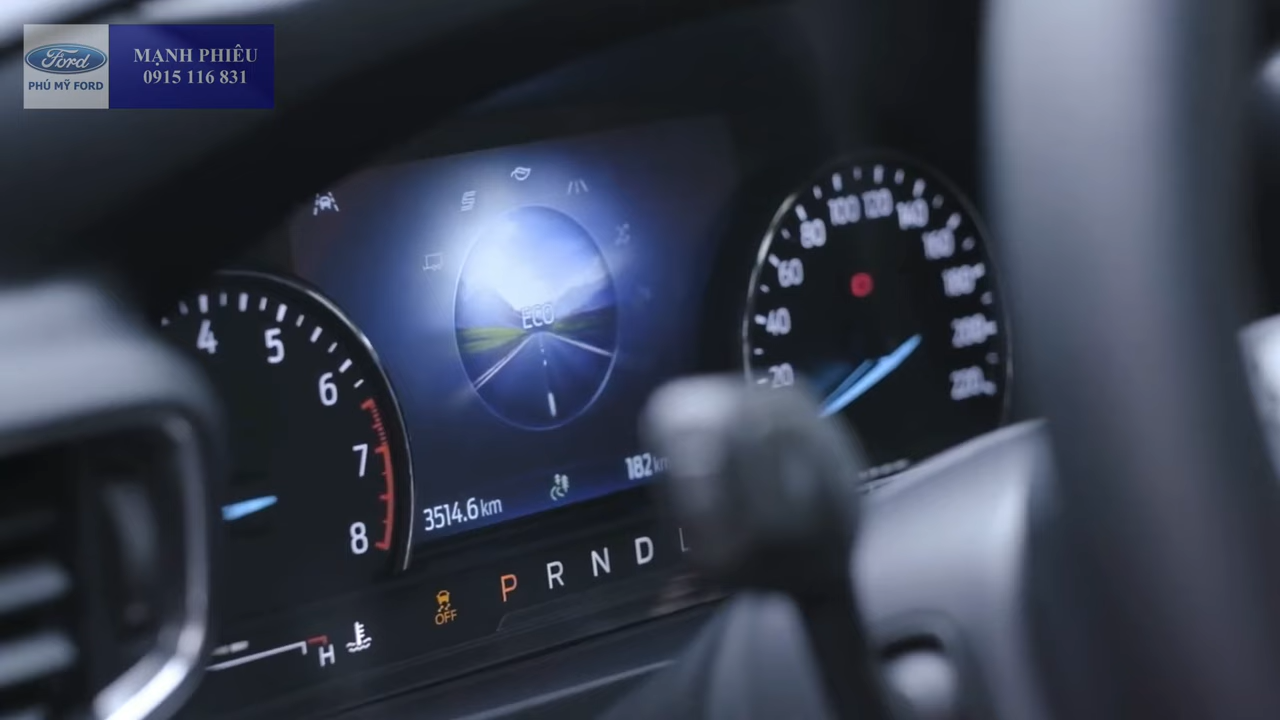 Ford
PHÚ MỸ FORD
MẠNH PHIÊU
0915 116 831
4
5
6
7
8
ECO
3514.6 km
182 km
OFF
P R N D L
H
20
40
60
80
100
120
140
160
180
200
220